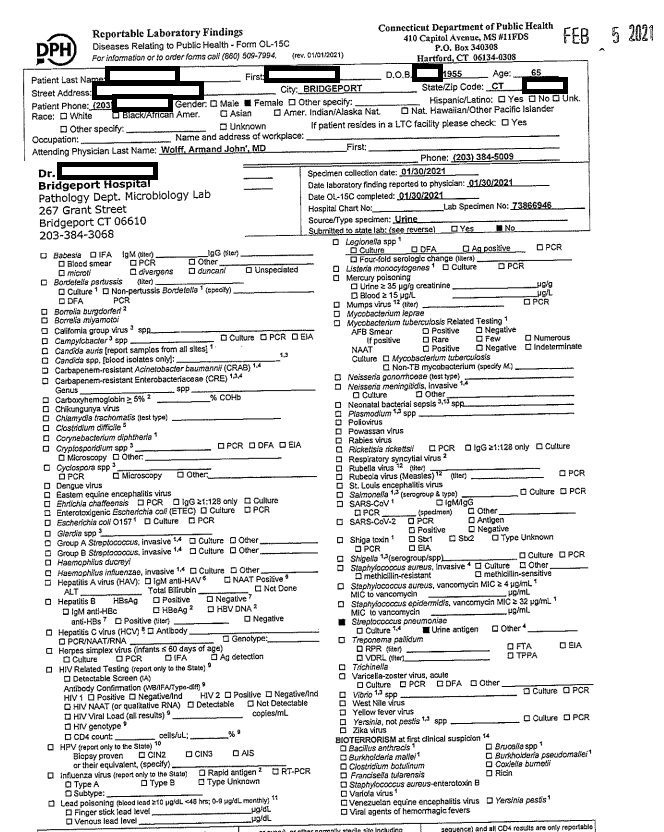 DPH
Reportable Laboratory Findings
Diseases Relating to Public Health - Form OL-15C
For information or to order forms call (860) 509-7994. (rev. 01/01/2021)
Connecticut Department of Public Health
410 Capitol Avenue, MS #11FDS
P.O. Box 340308
Hartford, CT 06134-0308
FEB 5 2021
Patient Last Name: First: D.O.B. 1955 Age: 65
Street Address: City: BRIDGEPORT State/Zip Code: CT
Patient Phone: (203) Gender: □ Male ■ Female □ Other specify: Hispanic/Latino: □ Yes □ No □ Unk.
Race: □ White □ Black/African Amer. □ Asian □ Amer. Indian/Alaska Nat. □ Nat. Hawaiian/Other Pacific Islander
□ Other specify: □ Unknown If patient resides in a LTC facility please check: □ Yes
Occupation: Name and address of workplace:
Attending Physician Last Name: Wolff, Armand John', MD First:
Phone: (203) 384-5009
Dr.
Bridgeport Hospital
Pathology Dept. Microbiology Lab
267 Grant Street
Bridgeport CT 06610
203-384-3068
Specimen collection date: 01/30/2021
Date laboratory finding reported to physician: 01/30/2021
Date OL-15C completed: 01/30/2021
Hospital Chart No: Lab Specimen No: 73866946
Source/Type specimen: Urine
Submitted to state lab: (see reverse) □ Yes ■ No
□ Babesia □ IFA IgM (titer) IgG (titer)
□ Blood smear □ PCR □ Other
□ microti □ divergens □ duncani □ Unspeciated
□ Bordetella pertussis (titer)
□ Culture 1 □ Non-pertussis Bordetella 1 (specify)
□ DFA PCR
□ Borrelia burgdorferi 2
□ Borrelia miyamotoi
□ California group virus 3 spp
□ Campylobacter 3 spp □ Culture □ PCR □ EIA
□ Candida auris [report samples from all sites] 1
□ Candida spp, [blood isolates only]: 1,3
□ Carbapenem-resistant Acinetobacter baumannii (CRAB) 1,4
□ Carbapenem-resistant Enterobacteriaceae (CRE) 1,3,4
Genus spp
□ Carboxyhemoglobin ≥ 5% 2 % COHb
□ Chikungunya virus
□ Chlamydia trachomatis (test type)
□ Clostridium difficile 5
□ Corynebacterium diphtheria 1
□ Cryptosporidium spp 3 □ PCR □ DFA □ EIA
□ Microscopy □ Other:
□ Cyclospora spp 3
□ PCR □ Microscopy □ Other:
□ Dengue virus
□ Eastern equine encephalitis virus
□ Ehrlichia chaffeensis □ PCR □ IgG ≥1:128 only □ Culture
□ Enterotoxigenic Escherichia coli (ETEC) □ Culture □ PCR
□ Escherichia coli O157 1 □ Culture □ PCR
□ Giardia spp 3
□ Group A Streptococcus, invasive 1,4 □ Culture □ Other
□ Group B Streptococcus, invasive 1,4 □ Culture □ Other
□ Haemophilus ducreyi
□ Haemophilus influenzae, invasive 1,4 □ Culture □ Other
□ Hepatitis A virus (HAV): □ IgM anti-HAV 6 □ NAAT Positive 9
ALT Total Bilirubin □ Not Done
□ Hepatitis B HBsAg □ Positive □ Negative 7
□ IgM anti-HBc □ HBeAg 2 □ HBV DNA 2
anti-HBs 7 □ Positive (titer) □ Negative
□ Hepatitis C virus (HCV) 8 □ Antibody
□ PCR/NAAT/RNA □ Genotype:
□ Herpes simplex virus (infants ≤ 60 days of age)
□ Culture □ PCR □ IFA □ Ag detection
□ HIV Related Testing (report only to the State) 9
□ Detectable Screen (IA)
Antibody Confirmation (WB/IFA/Type-diff) 9
HIV 1 □ Positive □ Negative/Ind HIV 2 □ Positive □ Negative/Ind
□ HIV NAAT (or qualitative RNA) □ Detectable □ Not Detectable
□ HIV Viral Load (all results) 9 copies/mL
□ HIV genotype 9
□ CD4 count: cells/uL; % 9
□ HPV (report only to the State) 10
Biopsy proven □ CIN2 □ CIN3 □ AIS
or their equivalent, (specify)
□ Influenza virus (report only to the State) □ Rapid antigen 2 □ RT-PCR
□ Type A □ Type B □ Type Unknown
□ Subtype:
□ Lead poisoning (blood lead ≥10 µg/dL <48 hrs; 0-9 µg/dL monthly) 11
□ Finger stick lead level µg/dL
□ Venous lead level µg/dL
□ Legionella spp 1
□ Culture □ DFA □ Ag positive □ PCR
□ Four-fold serologic change (titers)
□ Listeria monocytogenes 1 □ Culture □ PCR
□ Mercury poisoning
□ Urine ≥ 35 µg/g creatinine µg/g
□ Blood ≥ 15 µg/L µg/L
□ Mumps virus 12 (titer) □ PCR
□ Mycobacterium leprae
□ Mycobacterium tuberculosis Related Testing 1
AFB Smear □ Positive □ Negative
If positive □ Rare □ Few □ Numerous
NAAT □ Positive □ Negative □ Indeterminate
Culture □ Mycobacterium tuberculosis
□ Non-TB mycobacterium (specify M.)
□ Neisseria gonorrhoeae (test type)
□ Neisseria meningitidis, invasive 1,4
□ Culture □ Other
□ Neonatal bacterial sepsis 3,13 spp
□ Plasmodium 1,3 spp
□ Poliovirus
□ Powassan virus
□ Rabies virus
□ Rickettsia rickettsii □ PCR □ IgG ≥1:128 only □ Culture
□ Respiratory syncytial virus 2
□ Rubella virus 12 (titer)
□ Rubeola virus (Measles) 12 (titer) □ PCR
□ St. Louis encephalitis virus
□ Salmonella 1,3 (serogroup & type) □ Culture □ PCR
□ SARS-CoV 1 □ IgM/IgG
□ PCR (specimen) □ Other
□ SARS-CoV-2 □ PCR □ Antigen
□ Positive □ Negative
□ Shiga toxin 1 □ Stx1 □ Stx2 □ Type Unknown
□ PCR □ EIA
□ Shigella 1,3 (serogroup/spp) □ Culture □ PCR
□ Staphylococcus aureus, invasive 4 □ Culture □ Other
□ methicillin-resistant □ methicillin-sensitive
□ Staphylococcus aureus, vancomycin MIC ≥ 4 µg/mL 1
MIC to vancomycin µg/mL
□ Staphylococcus epidermidis, vancomycin MIC ≥ 32 µg/mL 1
MIC to vancomycin µg/mL
■ Streptococcus pneumoniae
□ Culture 1,4 ■ Urine antigen □ Other 4
□ Treponema pallidum
□ RPR (titer) □ FTA □ EIA
□ VDRL (titer) □ TPPA
□ Trichinella
□ Varicella-zoster virus, acute
□ Culture □ PCR □ DFA □ Other
□ Vibrio 1,3 spp □ Culture □ PCR
□ West Nile virus
□ Yellow fever virus
□ Yersinia, not pestis 1,3 spp □ Culture □ PCR
□ Zika virus
BIOTERRORISM at first clinical suspicion 14
□ Bacillus anthracis 1 □ Brucella spp 1
□ Burkholderia mallei 1 □ Burkholderia pseudomallei 1
□ Clostridium botulinum □ Coxiella burnetii
□ Francisella tularensis □ Ricin
□ Staphylococcus aureus-enterotoxin B
□ Variola virus 1
□ Venezuelan equine encephalitis virus □ Yersinia pestis 1
□ Viral agents of hemorrhagic fevers
sequence) and all CD4 results are only reportable